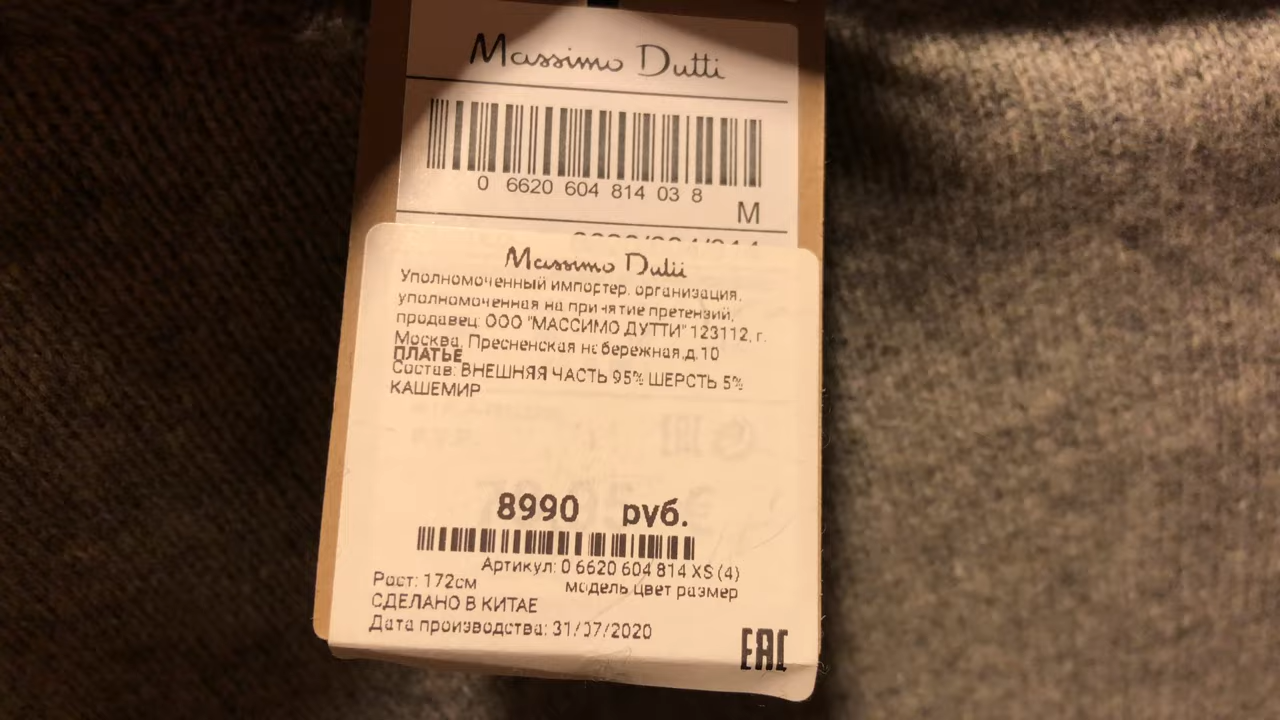 Massimo Dutti
0 6620 604 814 03 8
M
Massimo Dutti
Уполномоченный импортер, организация,
уполномоченная на принятие претензий,
продавец: ООО "МАССИМО ДУТТИ" 123112, г.
Москва, Пресненская набережная,д.10
ПЛАТЬЕ
Состав: ВНЕШНЯЯ ЧАСТЬ 95% ШЕРСТЬ 5%
КАШЕМИР
8990 руб.
Артикул: 0 6620 604 814 XS (4)
модель цвет размер
Рост: 172см
СДЕЛАНО В КИТАЕ
Дата производства: 31/07/2020
EAC